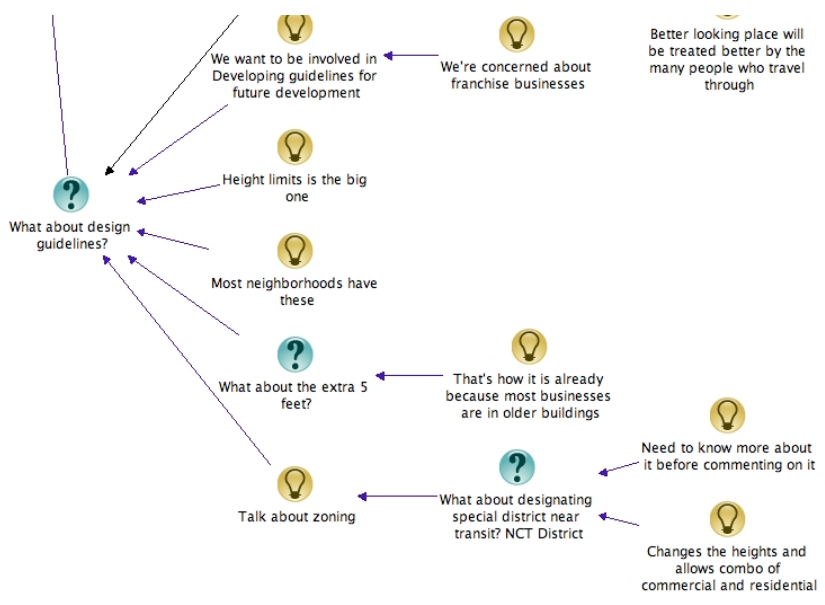 We want to be involved in
Developing guidelines for
future development
We're concerned about
franchise businesses
Better looking place will
be treated better by the
many people who travel
through
Height limits is the big
one
What about design
guidelines?
Most neighborhoods have
these
What about the extra 5
feet?
That's how it is already
because most businesses
are in older buildings
Need to know more about
it before commenting on it
Talk about zoning
What about designating
special district near
transit? NCT District
Changes the heights and
allows combo of
commercial and residential